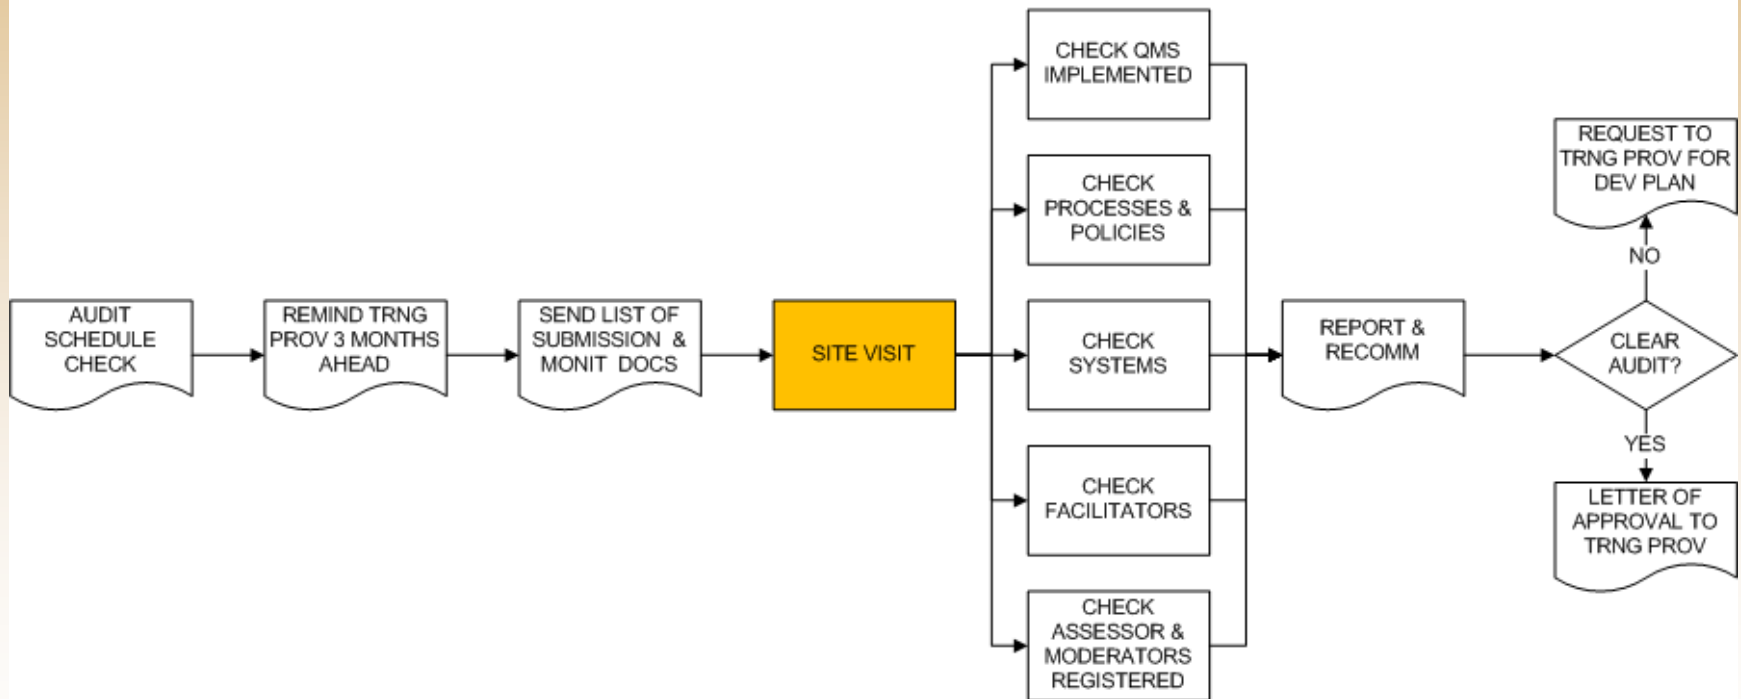 AUDIT
SCHEDULE
CHECK
REMIND TRNG
PROV 3 MONTHS
AHEAD
SEND LIST OF
SUBMISSION &
MONIT DOCS
SITE VISIT
CHECK QMS
IMPLEMENTED
CHECK
PROCESSES &
POLICIES
CHECK
SYSTEMS
CHECK
FACILITATORS
CHECK
ASSESSOR &
MODERATORS
REGISTERED
REPORT &
RECOMM
CLEAR
AUDIT?
NO
REQUEST TO
TRNG PROV FOR
DEV PLAN
YES
LETTER OF
APPROVAL TO
TRNG PROV